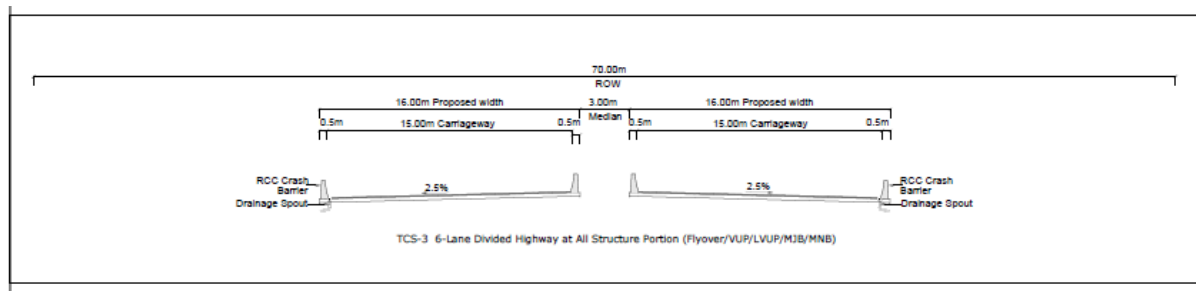 70.00m
ROW
16.00m Proposed width
3.00m
16.00m Proposed width
0.5m
15.00m Carriageway
0.5m
Median
0.5m
15.00m Carriageway
0.5m
RCC Crash
Barrier
2.5%
2.5%
RCC Crash
Barrier
Drainage Spout
Drainage Spout
TCS-3 6-Lane Divided Highway at All Structure Portion (Flyover/VUP/LVUP/MJB/MNB)